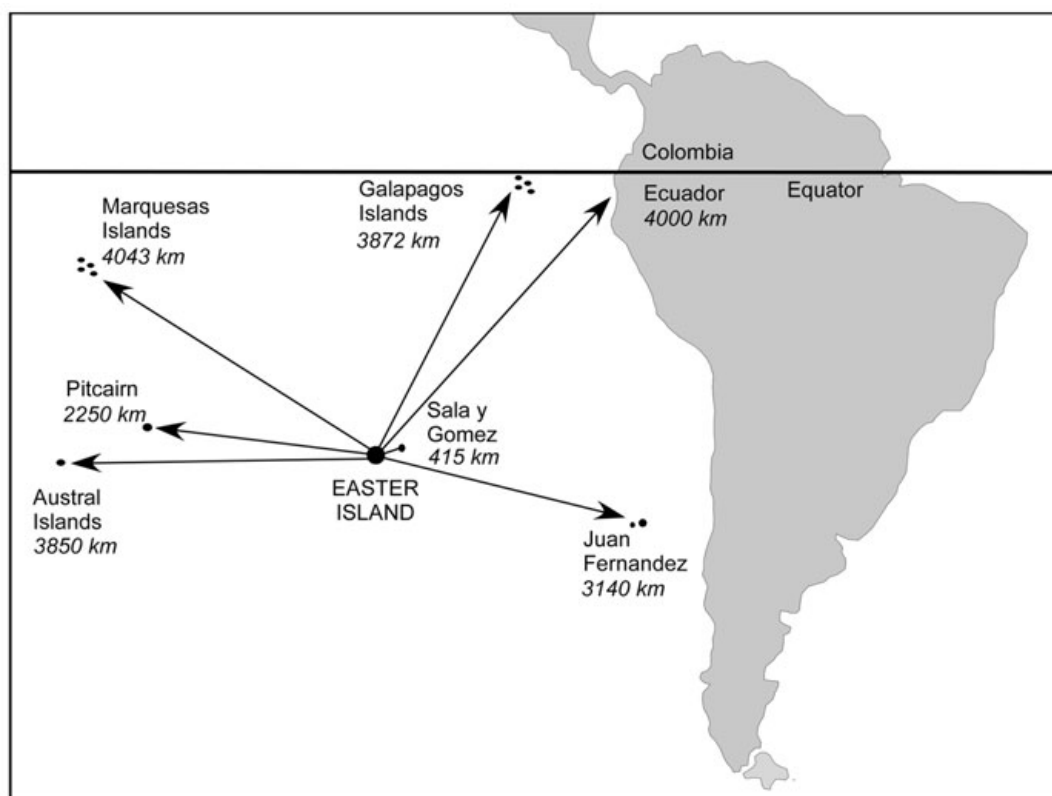 Colombia
Ecuador
4000 km
Equator
Galapagos
Islands
3872 km
Marquesas
Islands
4043 km
Pitcairn
2250 km
Sala y
Gomez
415 km
EASTER
ISLAND
Austral
Islands
3850 km
Juan
Fernandez
3140 km